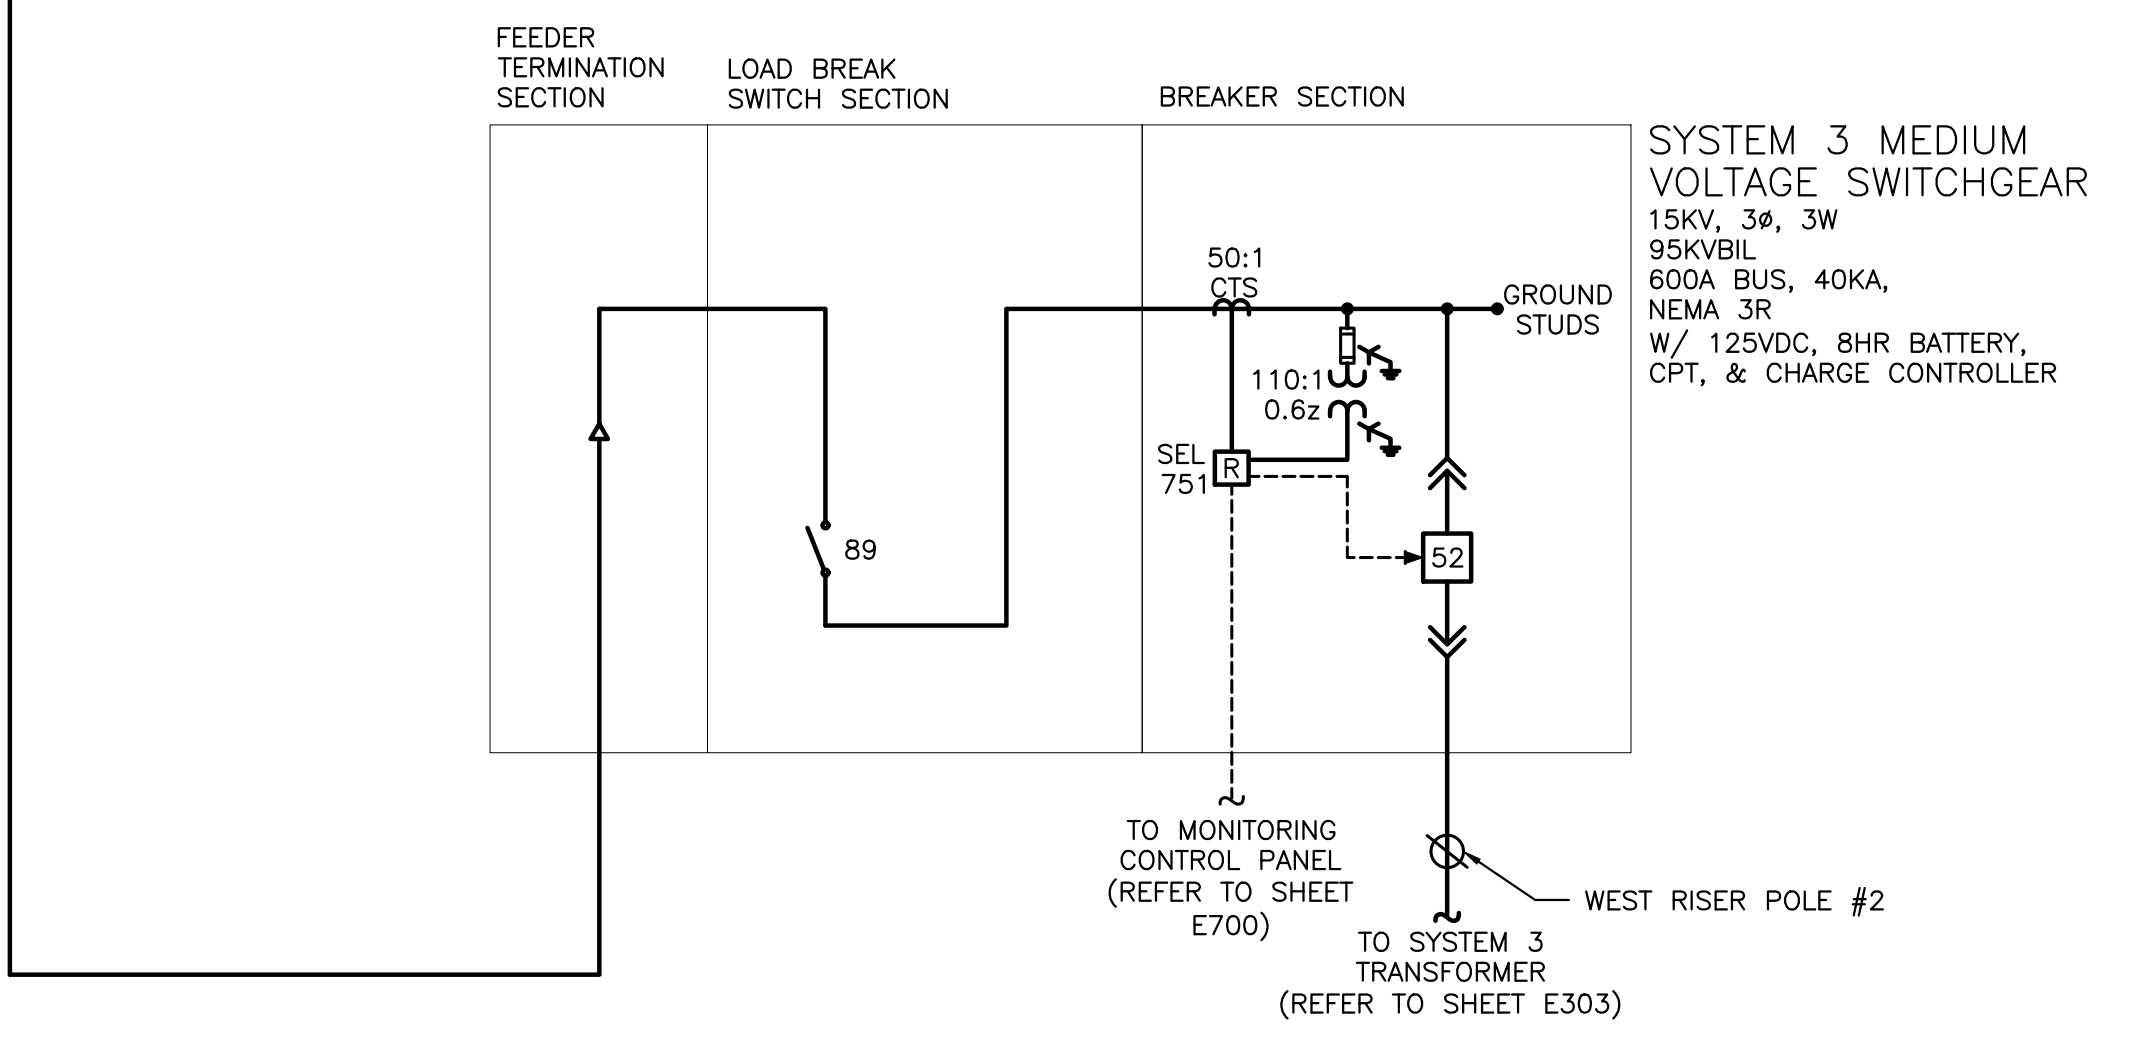 FEEDER
TERMINATION
SECTION
LOAD BREAK
SWITCH SECTION
BREAKER SECTION
SYSTEM 3 MEDIUM
VOLTAGE SWITCHGEAR
15KV, 3ø, 3W
95KVBIL
600A BUS, 40KA,
NEMA 3R
W/ 125VDC, 8HR BATTERY,
CPT, & CHARGE CONTROLLER
50:1
CTS
GROUND
STUDS
110:1
0.6z
SEL
751
R
89
52
TO MONITORING
CONTROL PANEL
(REFER TO SHEET
E700)
WEST RISER POLE #2
TO SYSTEM 3
TRANSFORMER
(REFER TO SHEET E303)